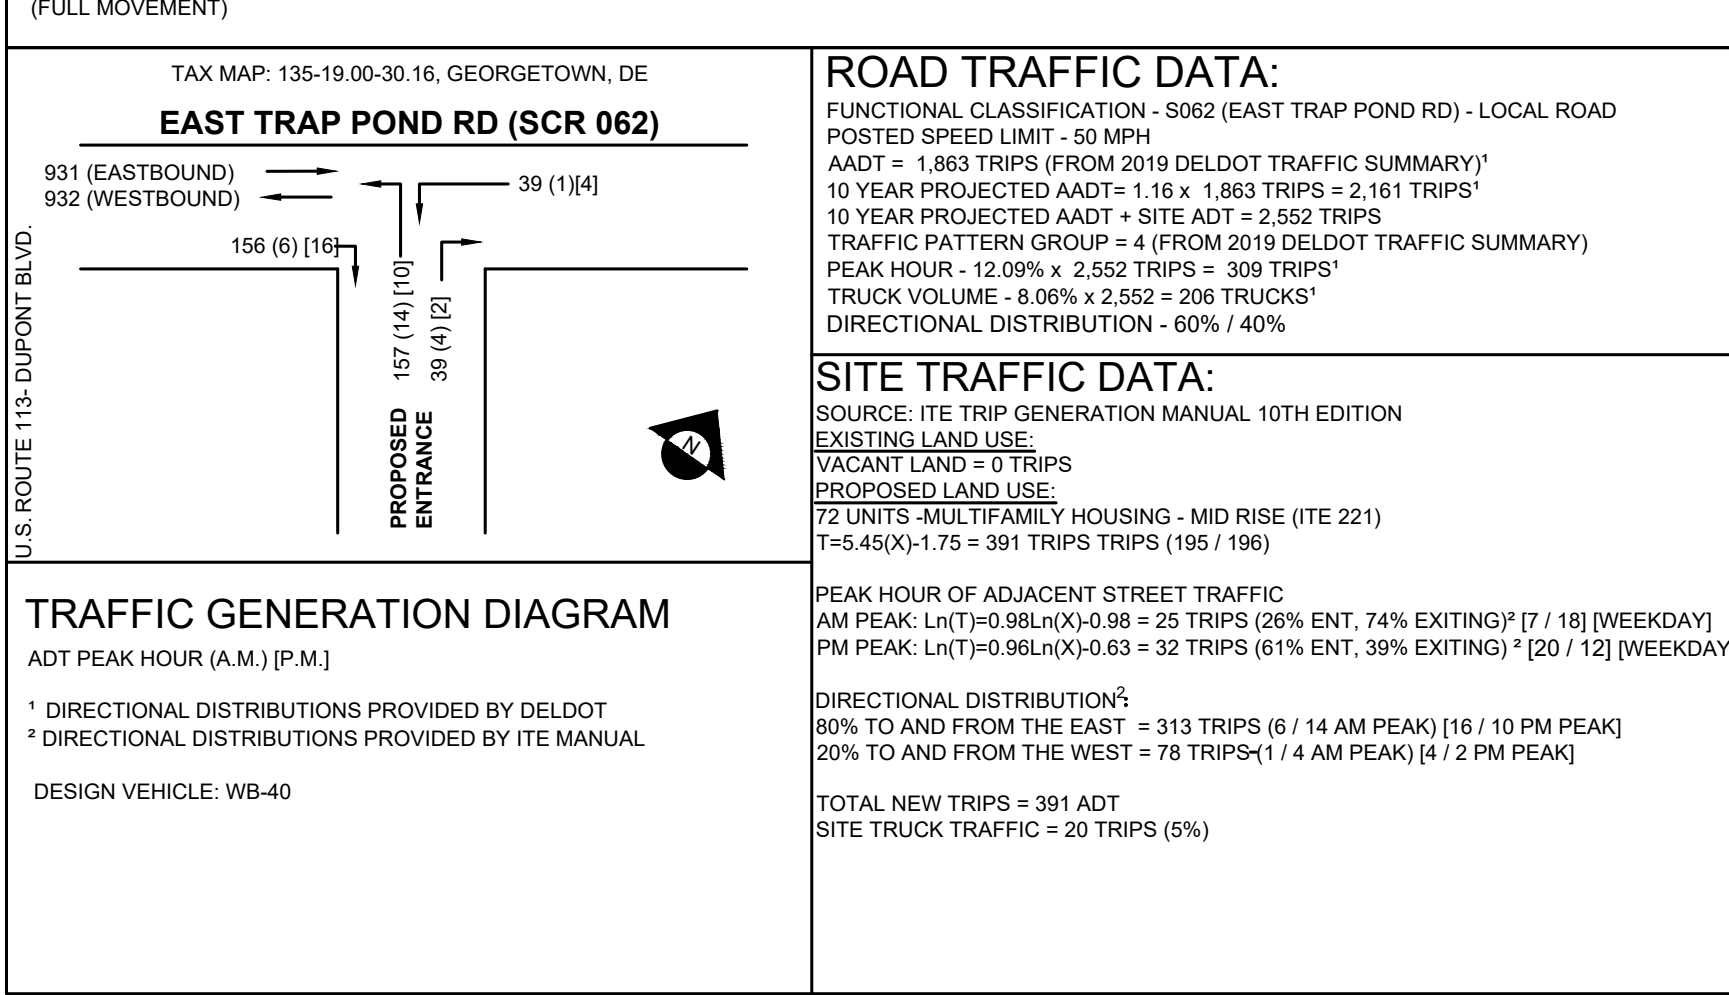 (FULL MOVEMENT)
TAX MAP: 135-19.00-30.16, GEORGETOWN, DE
EAST TRAP POND RD (SCR 062)
931 (EASTBOUND)
932 (WESTBOUND)
39 (1)[4]
156 (6) [16]
157 (14) [10]
39 (4) [2]
PROPOSED
ENTRANCE
N
U.S. ROUTE 113- DUPONT BLVD.
TRAFFIC GENERATION DIAGRAM
ADT PEAK HOUR (A.M.) [P.M.]
¹ DIRECTIONAL DISTRIBUTIONS PROVIDED BY DELDOT
² DIRECTIONAL DISTRIBUTIONS PROVIDED BY ITE MANUAL
DESIGN VEHICLE: WB-40
ROAD TRAFFIC DATA:
FUNCTIONAL CLASSIFICATION - S062 (EAST TRAP POND RD) - LOCAL ROAD
POSTED SPEED LIMIT - 50 MPH
AADT = 1,863 TRIPS (FROM 2019 DELDOT TRAFFIC SUMMARY)¹
10 YEAR PROJECTED AADT= 1.16 x 1,863 TRIPS = 2,161 TRIPS¹
10 YEAR PROJECTED AADT + SITE ADT = 2,552 TRIPS
TRAFFIC PATTERN GROUP = 4 (FROM 2019 DELDOT TRAFFIC SUMMARY)
PEAK HOUR - 12.09% x 2,552 TRIPS = 309 TRIPS¹
TRUCK VOLUME - 8.06% x 2,552 = 206 TRUCKS¹
DIRECTIONAL DISTRIBUTION - 60% / 40%
SITE TRAFFIC DATA:
SOURCE: ITE TRIP GENERATION MANUAL 10TH EDITION
EXISTING LAND USE:
VACANT LAND = 0 TRIPS
PROPOSED LAND USE:
72 UNITS -MULTIFAMILY HOUSING - MID RISE (ITE 221)
T=5.45(X)-1.75 = 391 TRIPS TRIPS (195 / 196)
PEAK HOUR OF ADJACENT STREET TRAFFIC
AM PEAK: Ln(T)=0.98Ln(X)-0.98 = 25 TRIPS (26% ENT, 74% EXITING)² [7 / 18] [WEEKDAY]
PM PEAK: Ln(T)=0.96Ln(X)-0.63 = 32 TRIPS (61% ENT, 39% EXITING) ² [20 / 12] [WEEKDAY
DIRECTIONAL DISTRIBUTION²:
80% TO AND FROM THE EAST = 313 TRIPS (6 / 14 AM PEAK) [16 / 10 PM PEAK]
20% TO AND FROM THE WEST = 78 TRIPS-(1 / 4 AM PEAK) [4 / 2 PM PEAK]
TOTAL NEW TRIPS = 391 ADT
SITE TRUCK TRAFFIC = 20 TRIPS (5%)